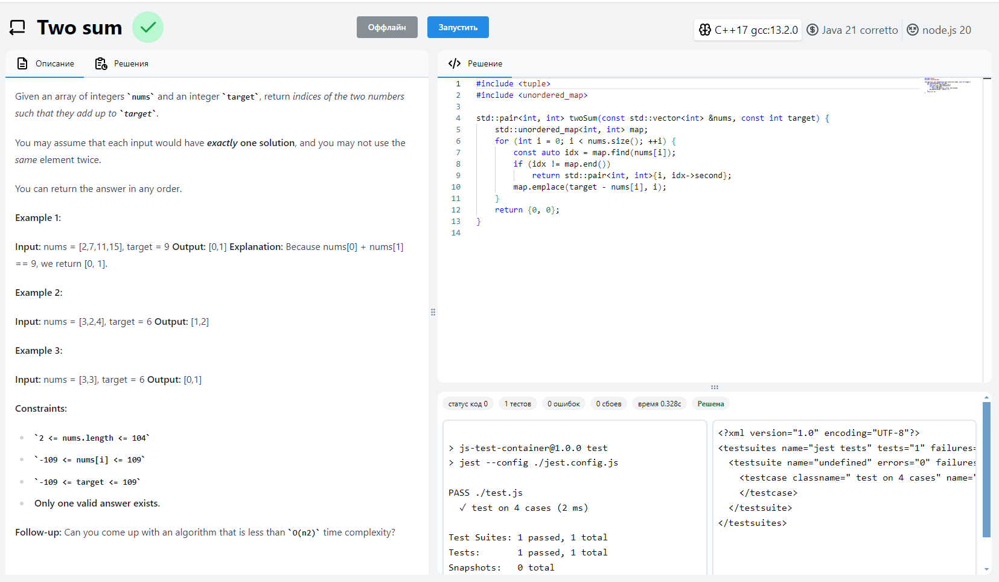 Two sum
Оффлайн
Запустить
C++17 gcc:13.2.0
Java 21 corretto
node.js 20
Описание
Решения
Given an array of integers `nums` and an integer `target`, return indices of the two numbers
such that they add up to `target`.
You may assume that each input would have exactly one solution, and you may not use the
same element twice.
You can return the answer in any order.
Example 1:
Input: nums = [2,7,11,15], target = 9 Output: [0,1] Explanation: Because nums[0] + nums[1]
== 9, we return [0, 1].
Example 2:
Input: nums = [3,2,4], target = 6 Output: [1,2]
Example 3:
Input: nums = [3,3], target = 6 Output: [0,1]
Constraints:
`2 <= nums.length <= 104`
`-109 <= nums[i] <= 109`
`-109 <= target <= 109`
Only one valid answer exists.
Follow-up: Can you come up with an algorithm that is less than `O(n2)` time complexity?
Решение
1 #include <tuple>
2 #include <unordered_map>
3
4 std::pair<int, int> twoSum(const std::vector<int> &nums, const int target) {
5 std::unordered_map<int, int> map;
6 for (int i = 0; i < nums.size(); ++i) {
7 const auto idx = map.find(nums[i]);
8 if (idx != map.end())
9 return std::pair<int, int>{i, idx->second};
10 map.emplace(target - nums[i], i);
11 }
12 return {0, 0};
13 }
14
статус код 0
1 тестов
0 ошибок
0 сбоев
время 0.328с
Решена
> js-test-container@1.0.0 test
> jest --config ./jest.config.js
PASS ./test.js
✓ test on 4 cases (2 ms)
Test Suites: 1 passed, 1 total
Tests: 1 passed, 1 total
Snapshots: 0 total
<?xml version="1.0" encoding="UTF-8"?>
<testsuites name="jest tests" tests="1" failures=
<testsuite name="undefined" errors="0" failures
<testcase classname=" test on 4 cases" name="
</testcase>
</testsuite>
</testsuites>